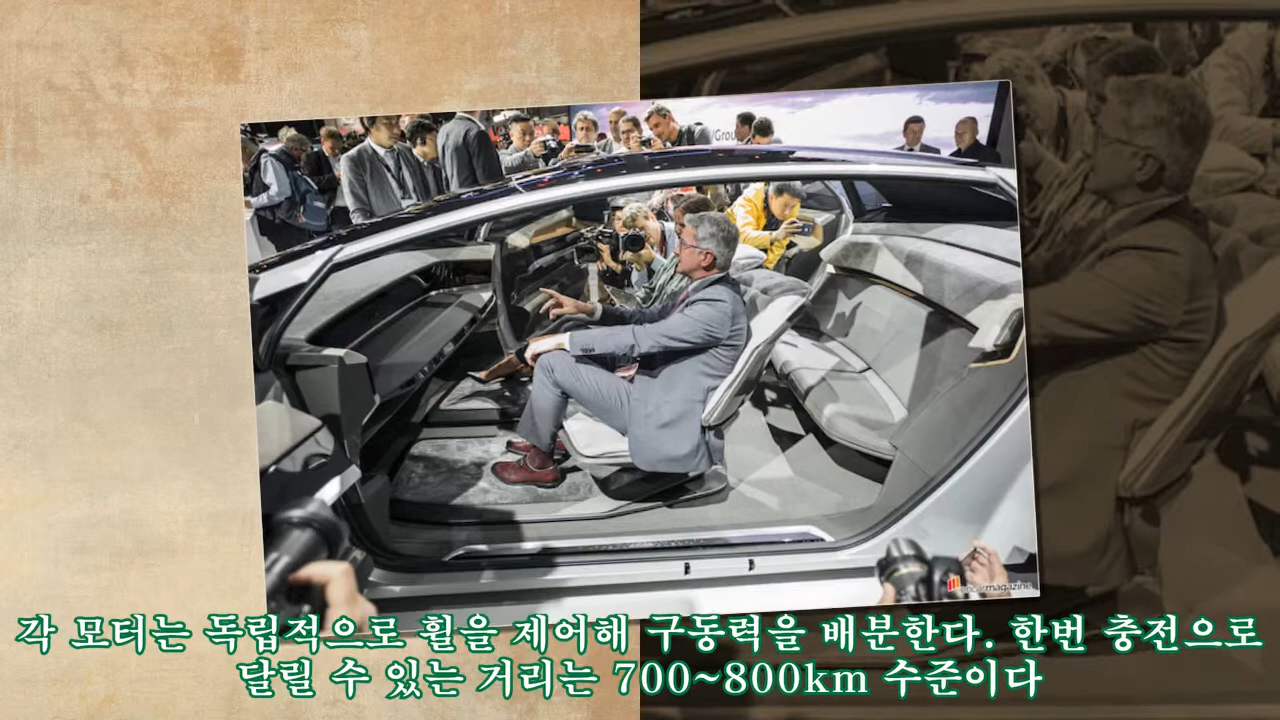 각 모터는 독립적으로 휠을 제어해 구동력을 배분한다. 한번 충전으로
달릴 수 있는 거리는 700~800km 수준이다